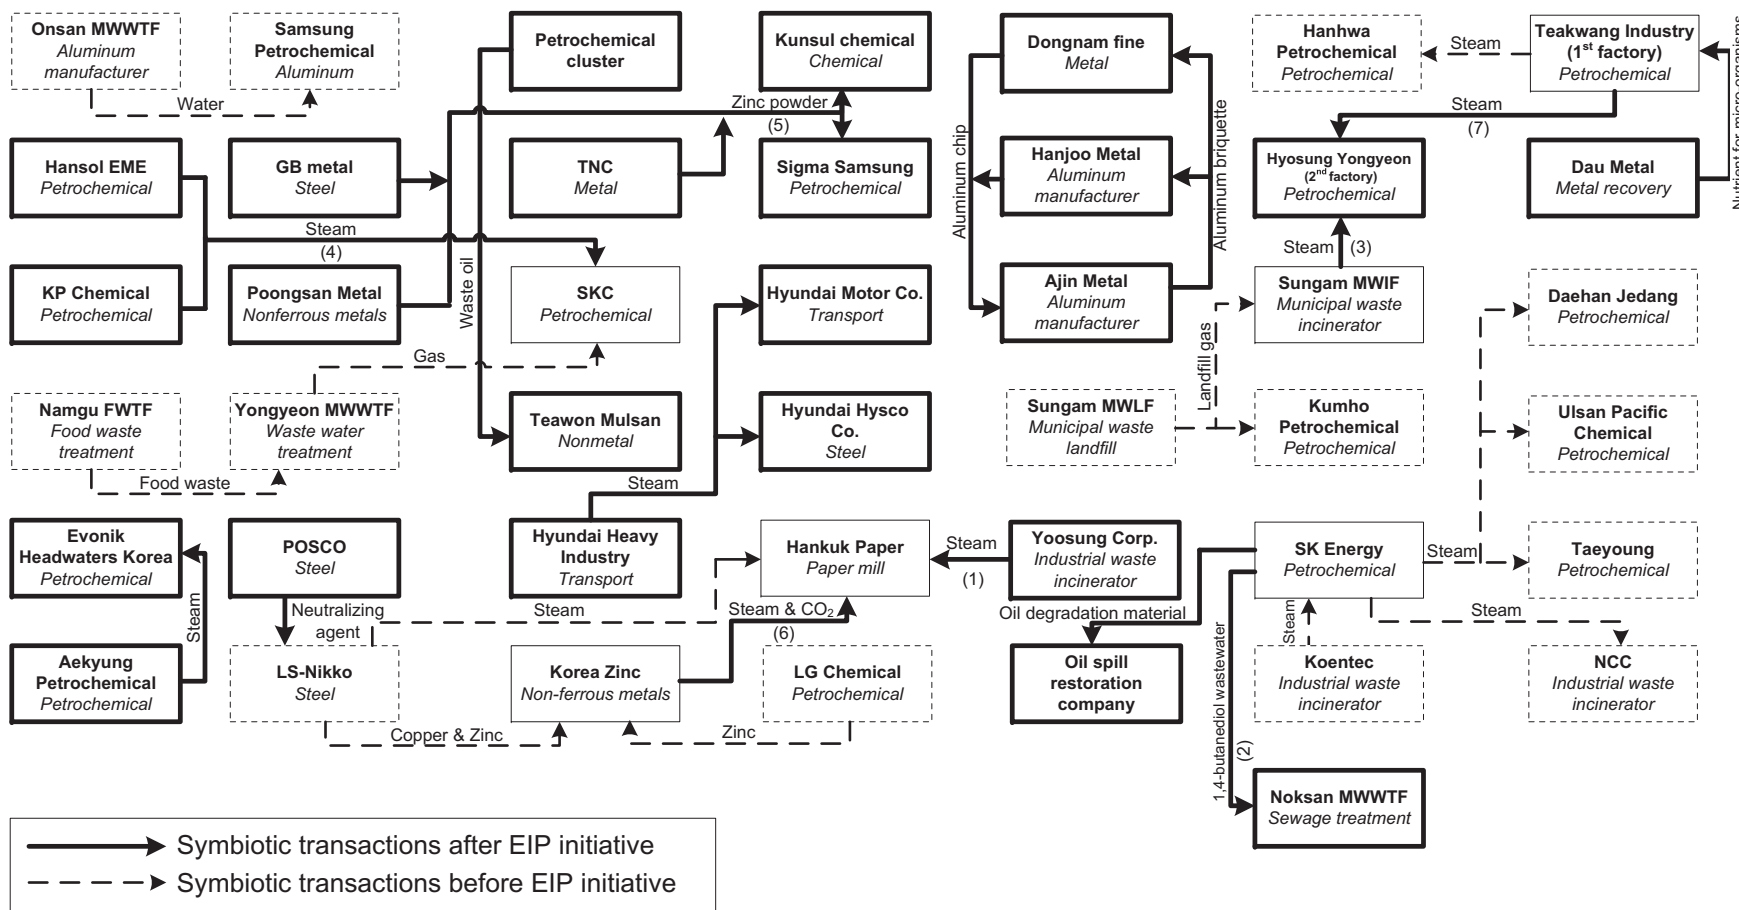 Onsan MWWTF
Aluminum
manufacturer
Samsung
Petrochemical
Aluminum
Petrochemical
cluster
Kunsul chemical
Chemical
Dongnam fine
Metal
Hanhwa
Petrochemical
Petrochemical
Steam
Teakwang Industry
(1st factory)
Petrochemical
Water
Zinc powder
(5)
Steam
(7)
Nutrient for micro organisms
Hansol EME
Petrochemical
GB metal
Steel
TNC
Metal
Sigma Samsung
Petrochemical
Aluminum chip
Hanjoo Metal
Aluminum
manufacturer
Aluminum briquette
Hyosung Yongyeon
(2nd factory)
Petrochemical
Dau Metal
Metal recovery
Steam
(4)
Steam
(3)
KP Chemical
Petrochemical
Poongsan Metal
Nonferrous metals
Waste oil
SKC
Petrochemical
Hyundai Motor Co.
Transport
Ajin Metal
Aluminum
manufacturer
Sungam MWIF
Municipal waste
incinerator
Daehan Jedang
Petrochemical
Gas
Landfill gas
Namgu FWTF
Food waste
treatment
Yongyeon MWWTF
Waste water
treatment
Teawon Mulsan
Nonmetal
Hyundai Hysco
Co.
Steel
Sungam MWLF
Municipal waste
landfill
Kumho
Petrochemical
Petrochemical
Ulsan Pacific
Chemical
Petrochemical
Food waste
Steam
Evonik
Headwaters Korea
Petrochemical
POSCO
Steel
Hyundai Heavy
Industry
Transport
Hankuk Paper
Paper mill
Steam
(1)
Yoosung Corp.
Industrial waste
incinerator
SK Energy
Petrochemical
Steam
Taeyoung
Petrochemical
Steam
Neutralizing
agent
Steam
Steam & CO2
(6)
Oil degradation material
Steam
Steam
Aekyung
Petrochemical
Petrochemical
LS-Nikko
Steel
Korea Zinc
Non-ferrous metals
LG Chemical
Petrochemical
Oil spill
restoration
company
1,4-butanediol wastewater
(2)
Koentec
Industrial waste
incinerator
NCC
Industrial waste
incinerator
Copper & Zinc
Zinc
Noksan MWWTF
Sewage treatment
Symbiotic transactions after EIP initiative
Symbiotic transactions before EIP initiative